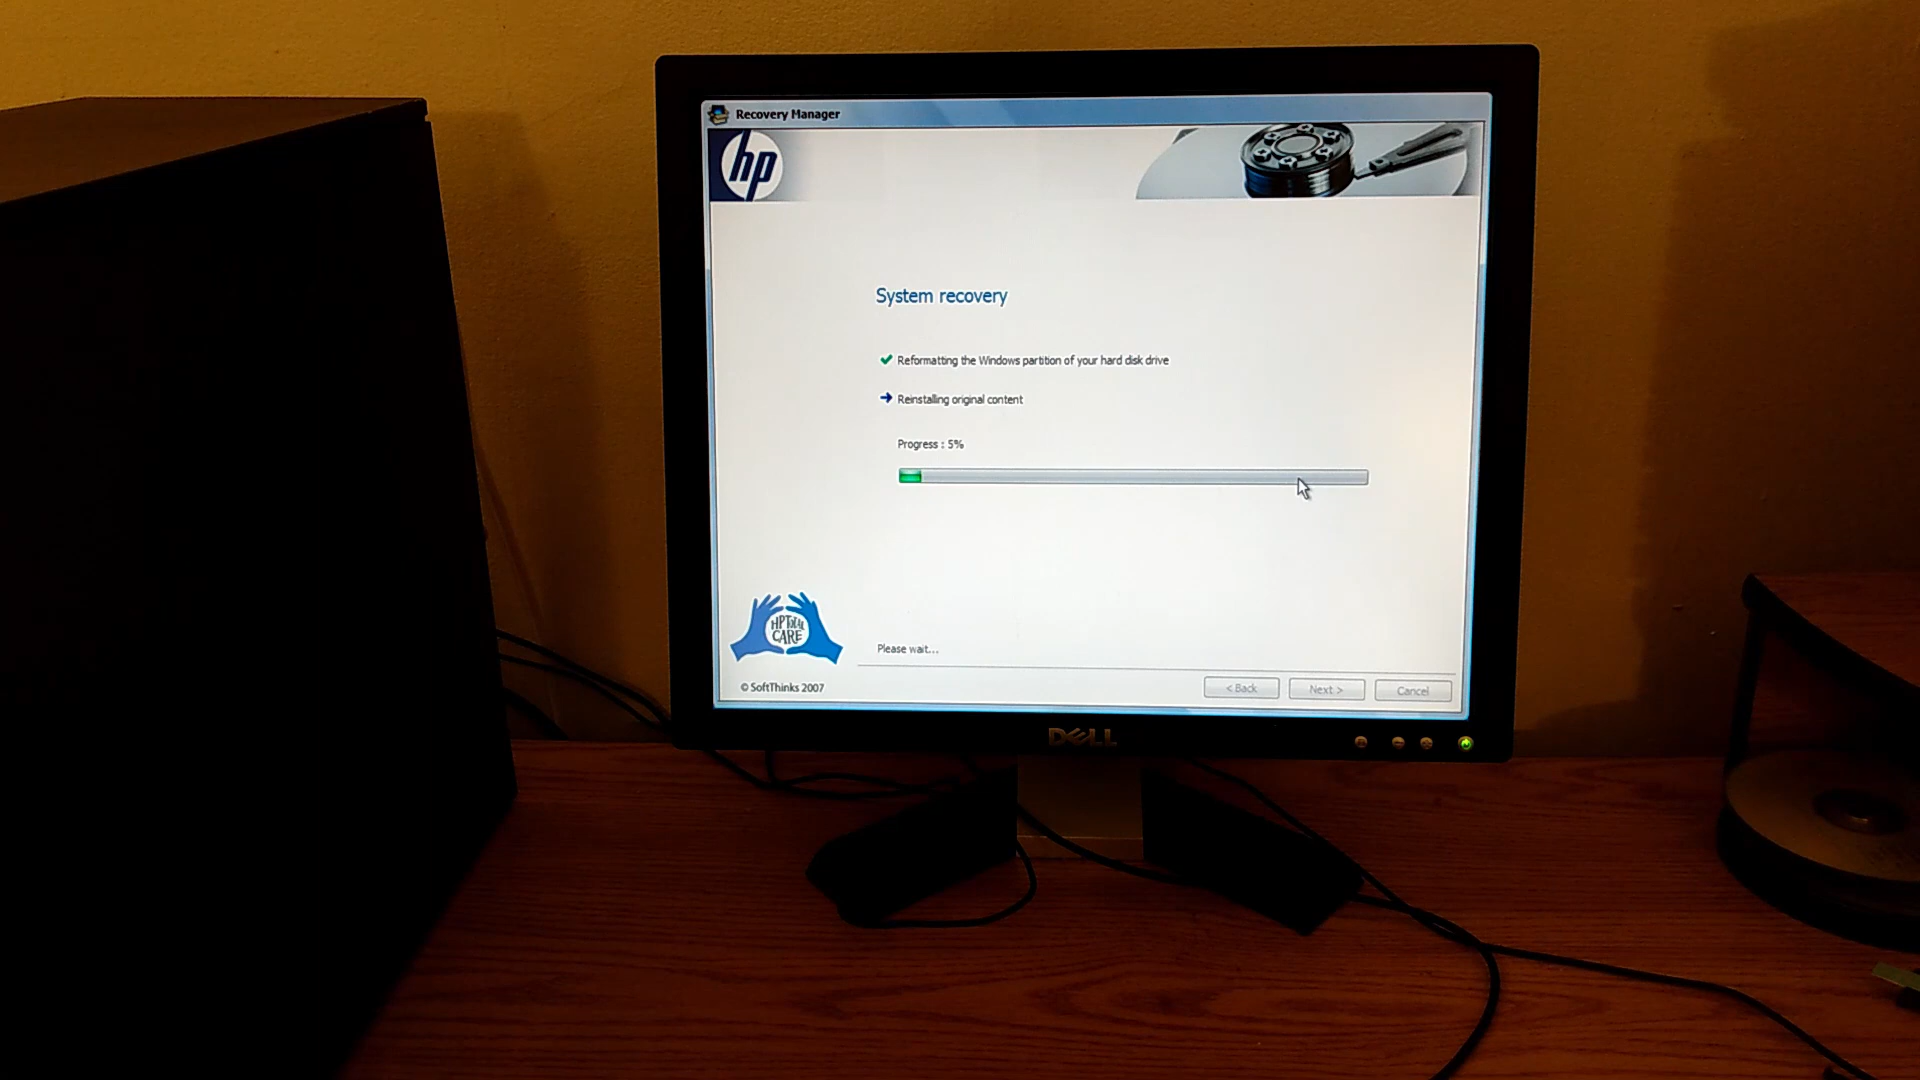 Recovery Manager
hp
System recovery
Reformatting the Windows partition of your hard disk drive
Reinstalling original content
Progress : 5%
HP Total
CARE
Please wait...
© SoftThinks 2007
< Back
Next >
Cancel
DELL